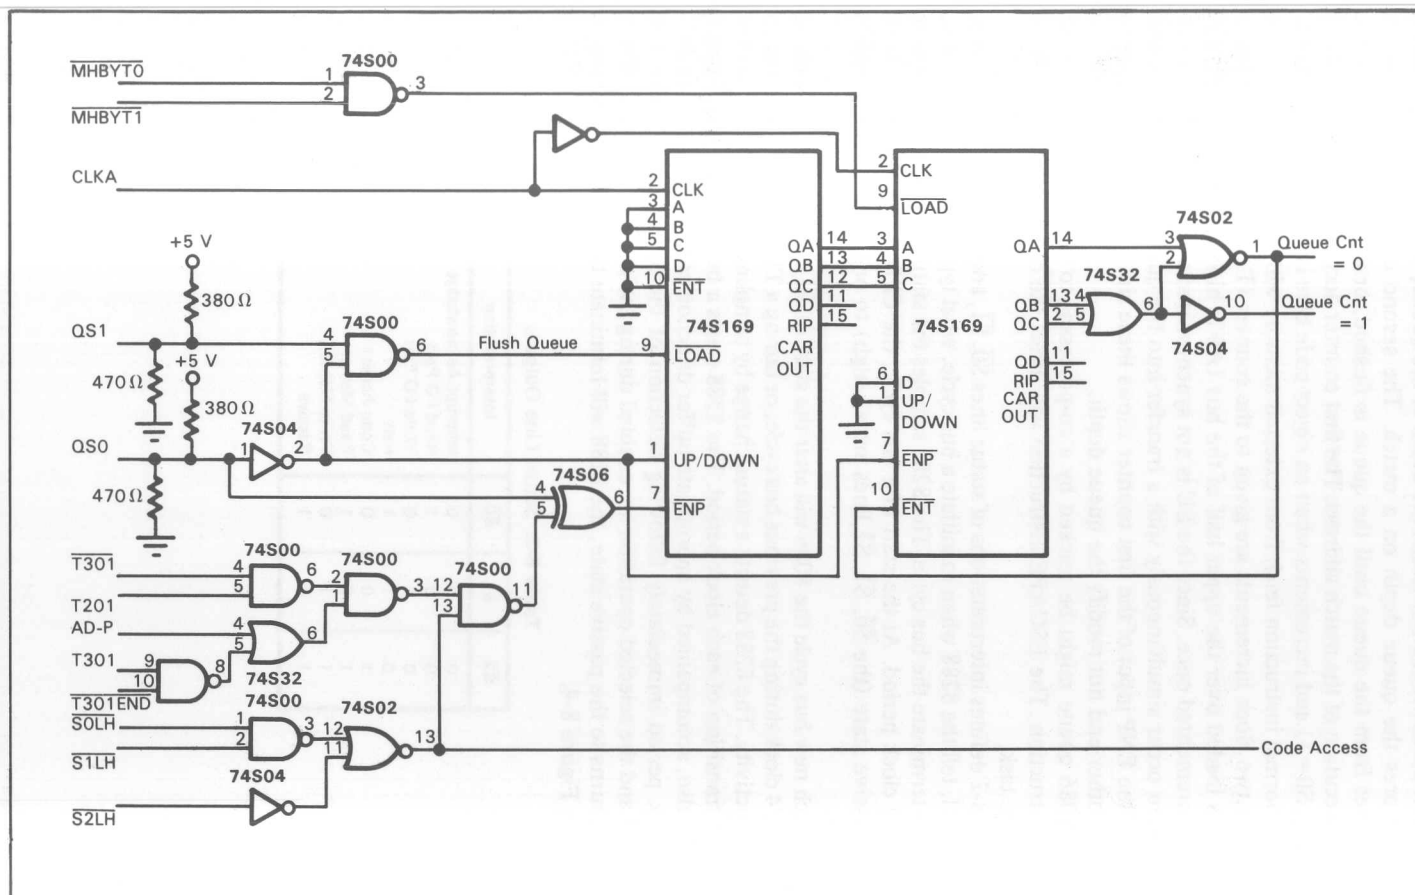 74S00
MHBYT0
1
2
3
MHBYT1
CLKA
2
CLK
3
A
4
B
5
C
D
10
ENT
QA
14
QB
13
QC
12
QD
11
RIP
15
CAR
OUT
74S169
9
LOAD
1
UP/DOWN
7
ENP
2
CLK
9
LOAD
3
A
4
B
5
C
74S169
6
D
1
UP/
DOWN
7
ENP
10
ENT
QA
14
QB
13
QC
2
QD
11
RIP
15
CAR
OUT
74S32
4
5
6
74S02
3
2
1
Queue Cnt
= 0
10
74S04
Queue Cnt
= 1
+5 V
380Ω
QS1
+5 V
470Ω
380Ω
74S00
4
5
6
Flush Queue
QS0
74S04
1
2
470Ω
74S06
4
5
6
T301
74S00
4
5
6
T201
74S00
1
2
3
74S00
12
13
11
AD-P
4
5
6
74S32
T301
9
10
8
T301END
S0LH
74S00
1
2
3
S1LH
74S02
12
11
13
Code Access
74S04
S2LH